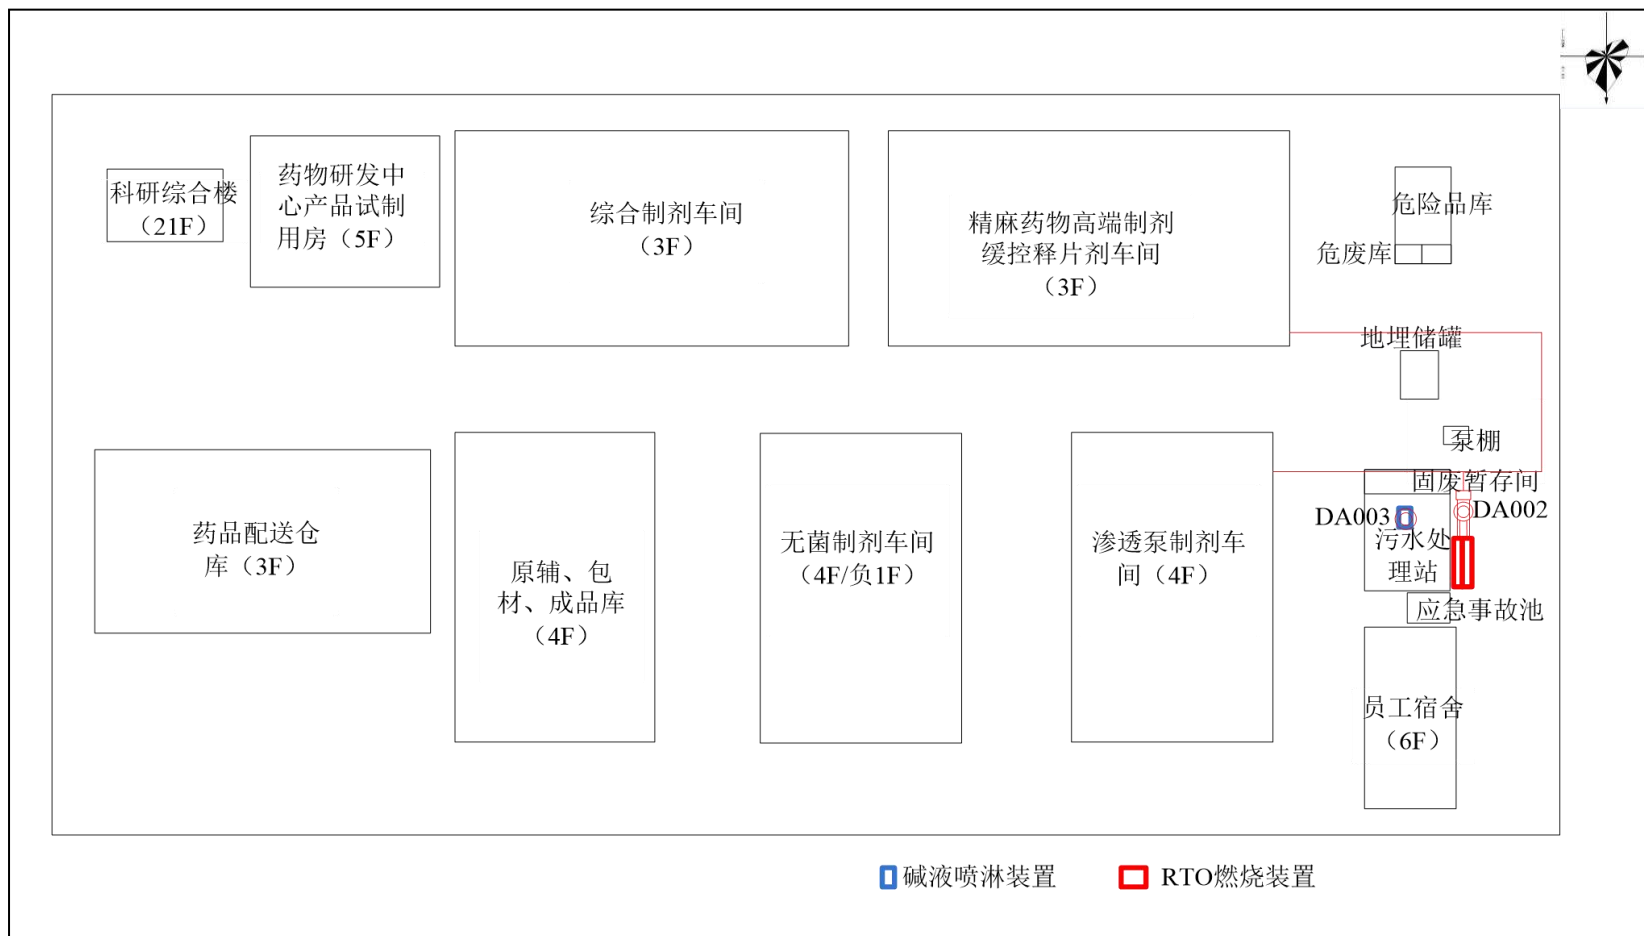 科研综合楼
（21F）
药物研发中
心产品试制
用房（5F）
综合制剂车间
（3F）
精麻药物高端制剂
缓控释片剂车间
（3F）
危险品库
危废库
地埋储罐
泵棚
固废暂存间
DA003
DA002
污水处
理站
应急事故池
员工宿舍
（6F）
药品配送仓
库（3F）
原辅、包
材、成品库
（4F）
无菌制剂车间
（4F/负1F）
渗透泵制剂车
间（4F）
碱液喷淋装置
RTO燃烧装置